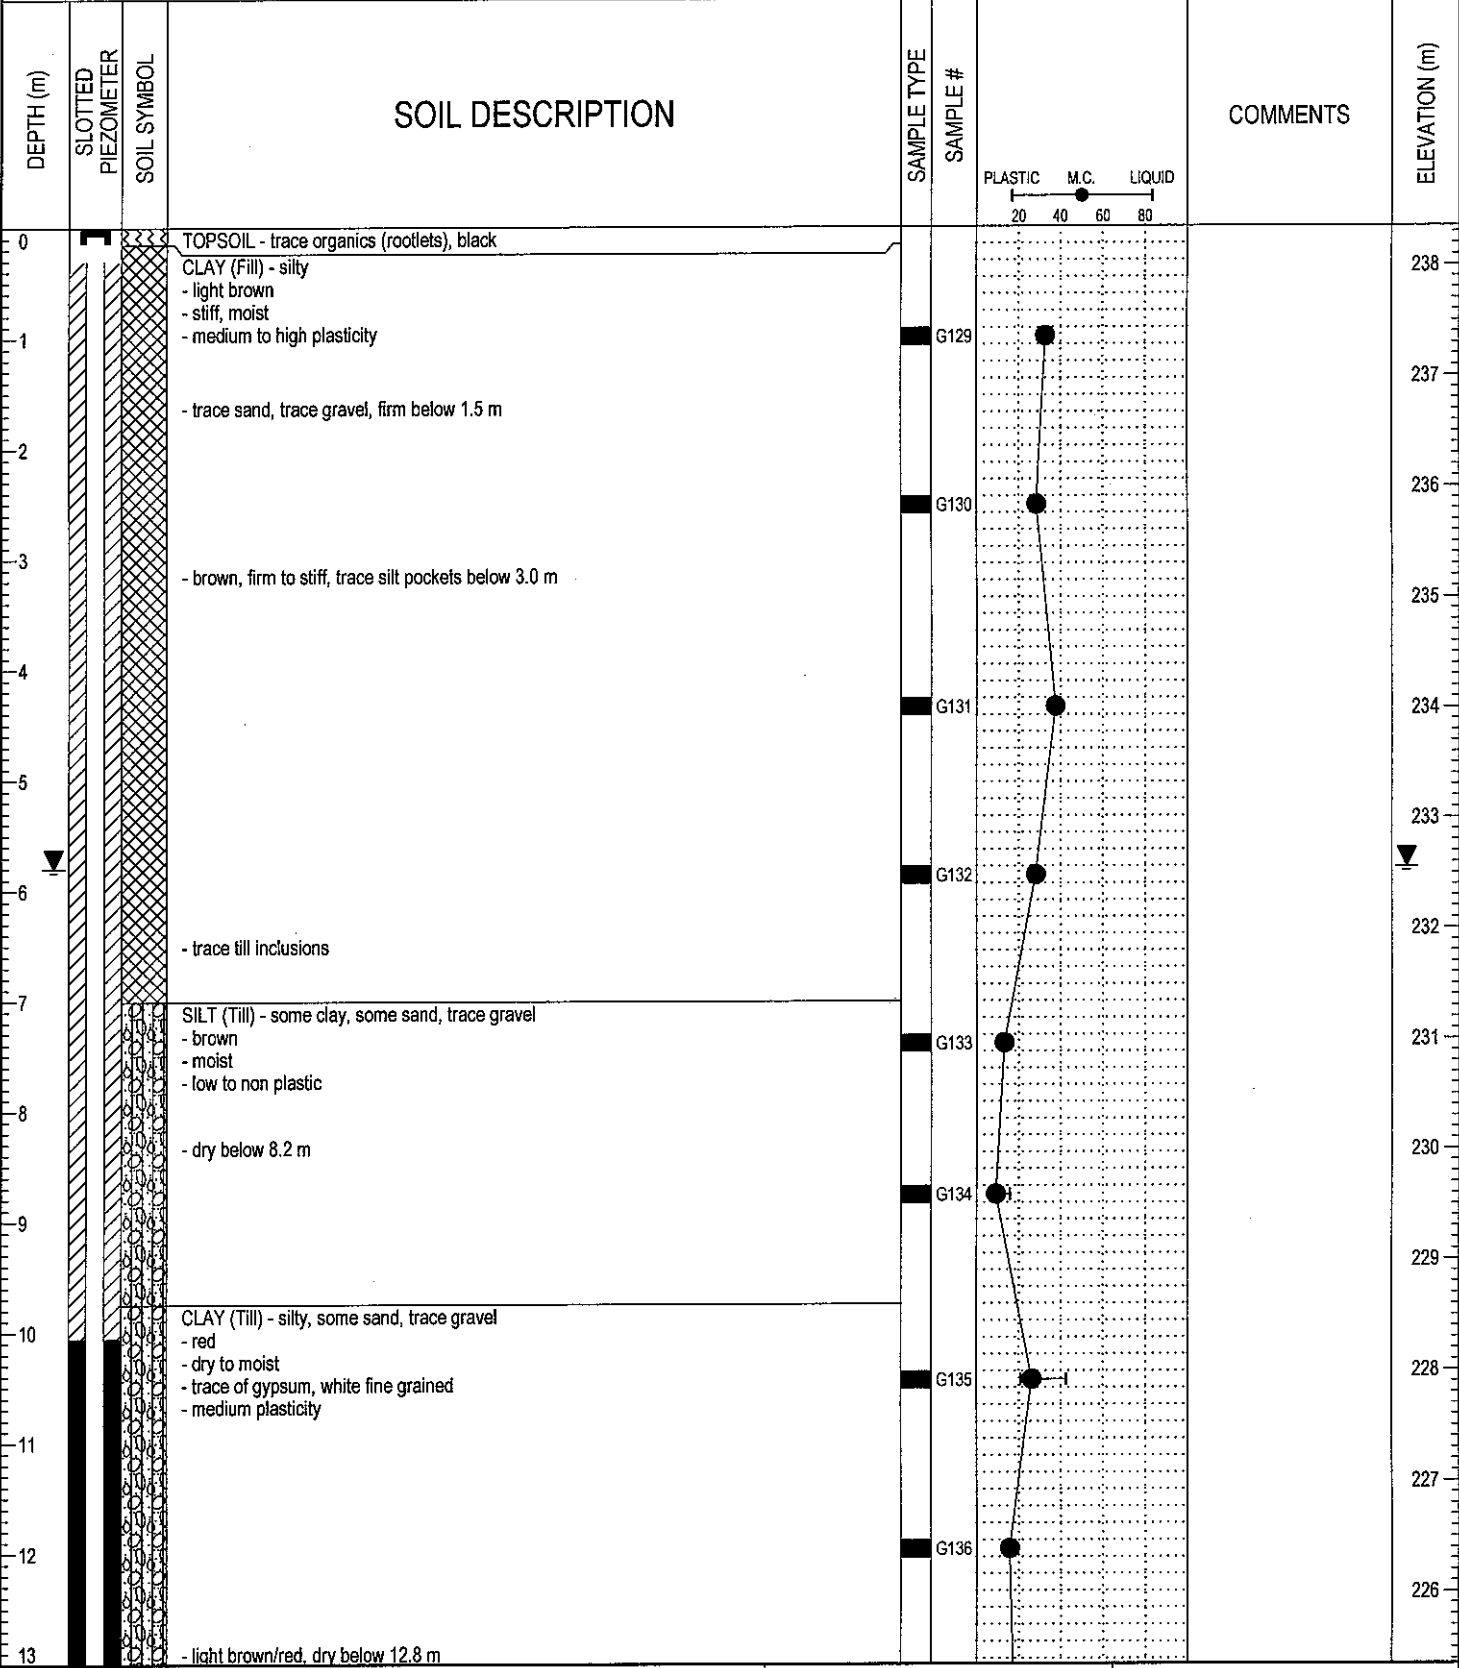 DEPTH (m)
SLOTTED
PIEZOMETER
SOIL SYMBOL
SOIL DESCRIPTION
SAMPLE TYPE
SAMPLE #
PLASTIC M.C. LIQUID
20 40 60 80
COMMENTS
ELEVATION (m)
0
TOPSOIL - trace organics (rootlets), black
CLAY (Fill) - silty
238
- light brown
- stiff, moist
- medium to high plasticity
G129
1
237
- trace sand, trace gravel, firm below 1.5 m
2
236
G130
3
- brown, firm to stiff, trace silt pockets below 3.0 m
235
4
G131
234
5
233
G132
6
232
- trace till inclusions
7
SILT (Till) - some clay, some sand, trace gravel
- brown
G133
231
- moist
- low to non plastic
8
- dry below 8.2 m
230
G134
9
229
CLAY (Till) - silty, some sand, trace gravel
10
- red
- dry to moist
228
G135
- trace of gypsum, white fine grained
- medium plasticity
11
227
G136
12
226
13
- light brown/red, dry below 12.8 m